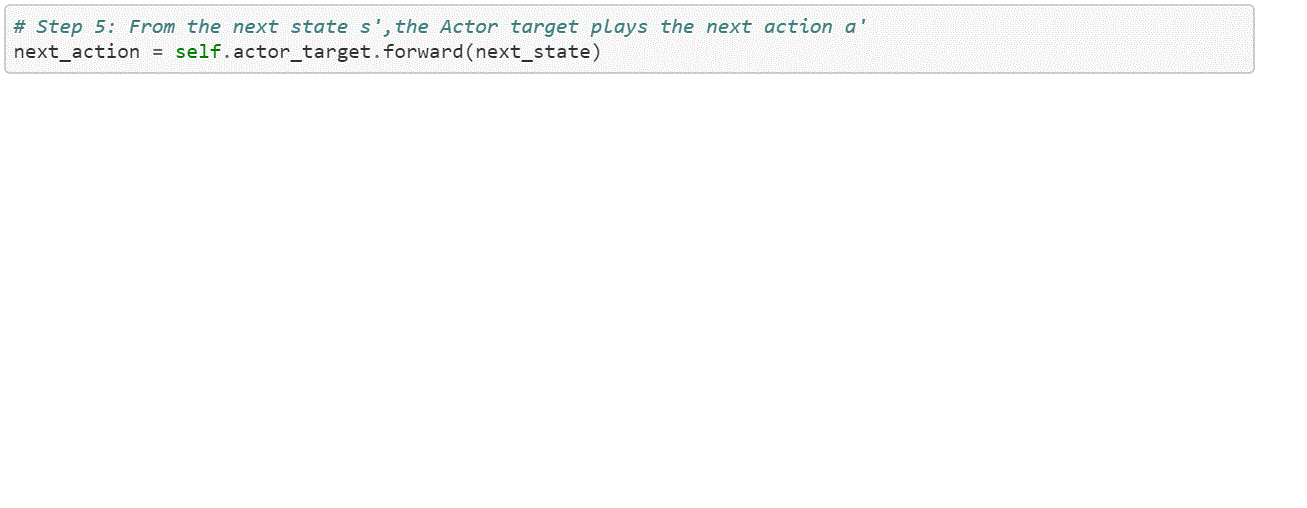 # Step 5: From the next state s',the Actor target plays the next action a'
next_action = self.actor_target.forward(next_state)